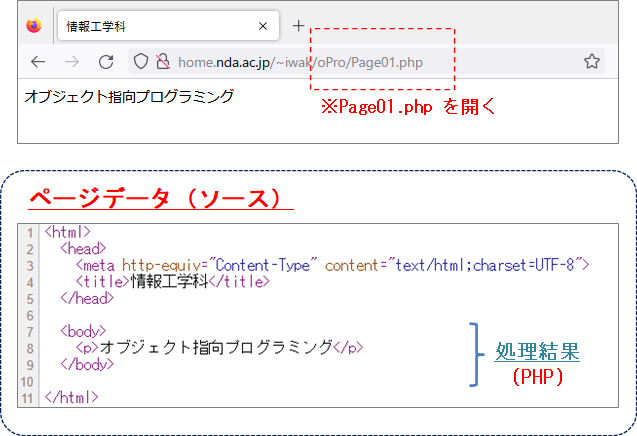 情報工学科
home.nda.ac.jp/~iwak/oPro/Page01.php
オブジェクト指向プログラミング
※Page01.php を開く
ページデータ（ソース）
1 <html>
2 <head>
3 <meta http-equiv="Content-Type" content="text/html;charset=UTF-8">
4 <title>情報工学科</title>
5 </head>
6
7 <body>
8 <p>オブジェクト指向プログラミング</p>
9 </body>
10
11 </html>
処理結果
(PHP)